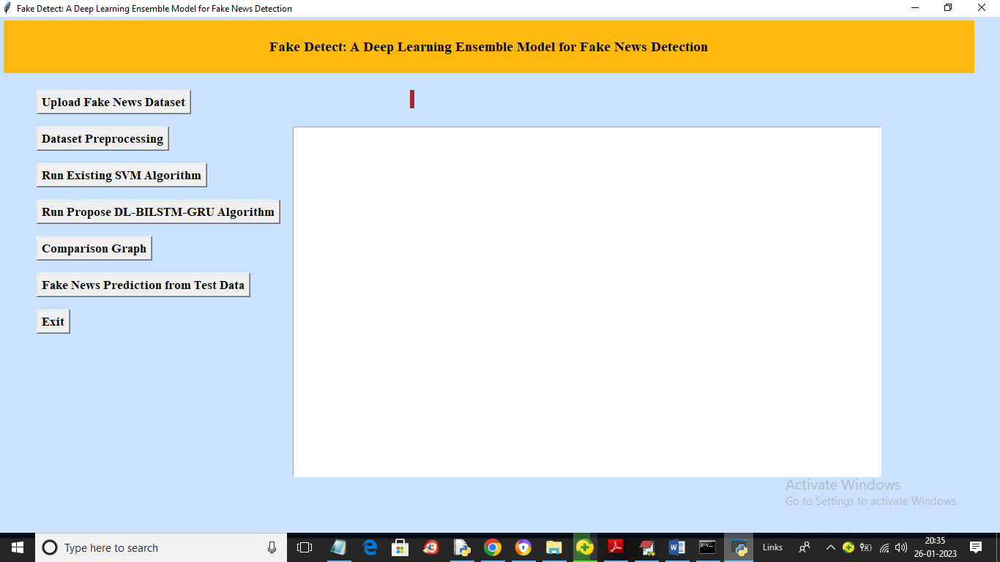 Fake Detect: A Deep Learning Ensemble Model for Fake News Detection
Fake Detect: A Deep Learning Ensemble Model for Fake News Detection
Upload Fake News Dataset
Dataset Preprocessing
Run Existing SVM Algorithm
Run Propose DL-BILSTM-GRU Algorithm
Comparison Graph
Fake News Prediction from Test Data
Exit
Activate Windows
Go to Settings to activate Windows.
Type here to search
Links
20:35
26-01-2023